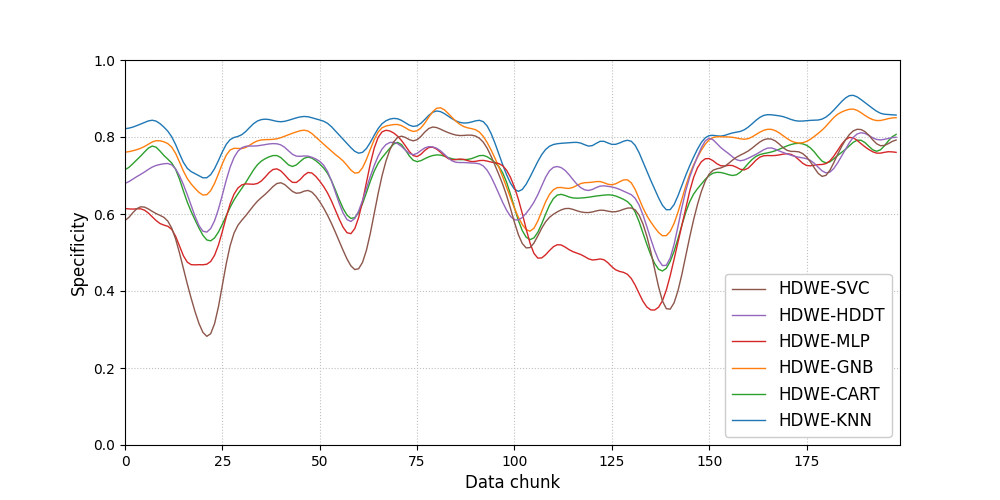 1.0
0.8
0.6
0.4
0.2
0.0
Specificity
0 25 50 75 100 125 150 175
Data chunk
HDWE-SVC
HDWE-HDDT
HDWE-MLP
HDWE-GNB
HDWE-CART
HDWE-KNN